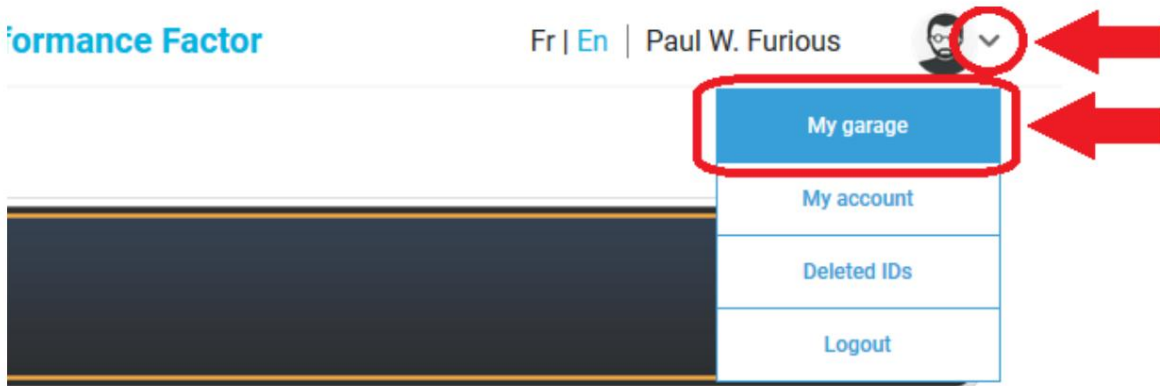 formance Factor Fr | En | Paul W. Furious
My garage
My account
Deleted IDs
Logout